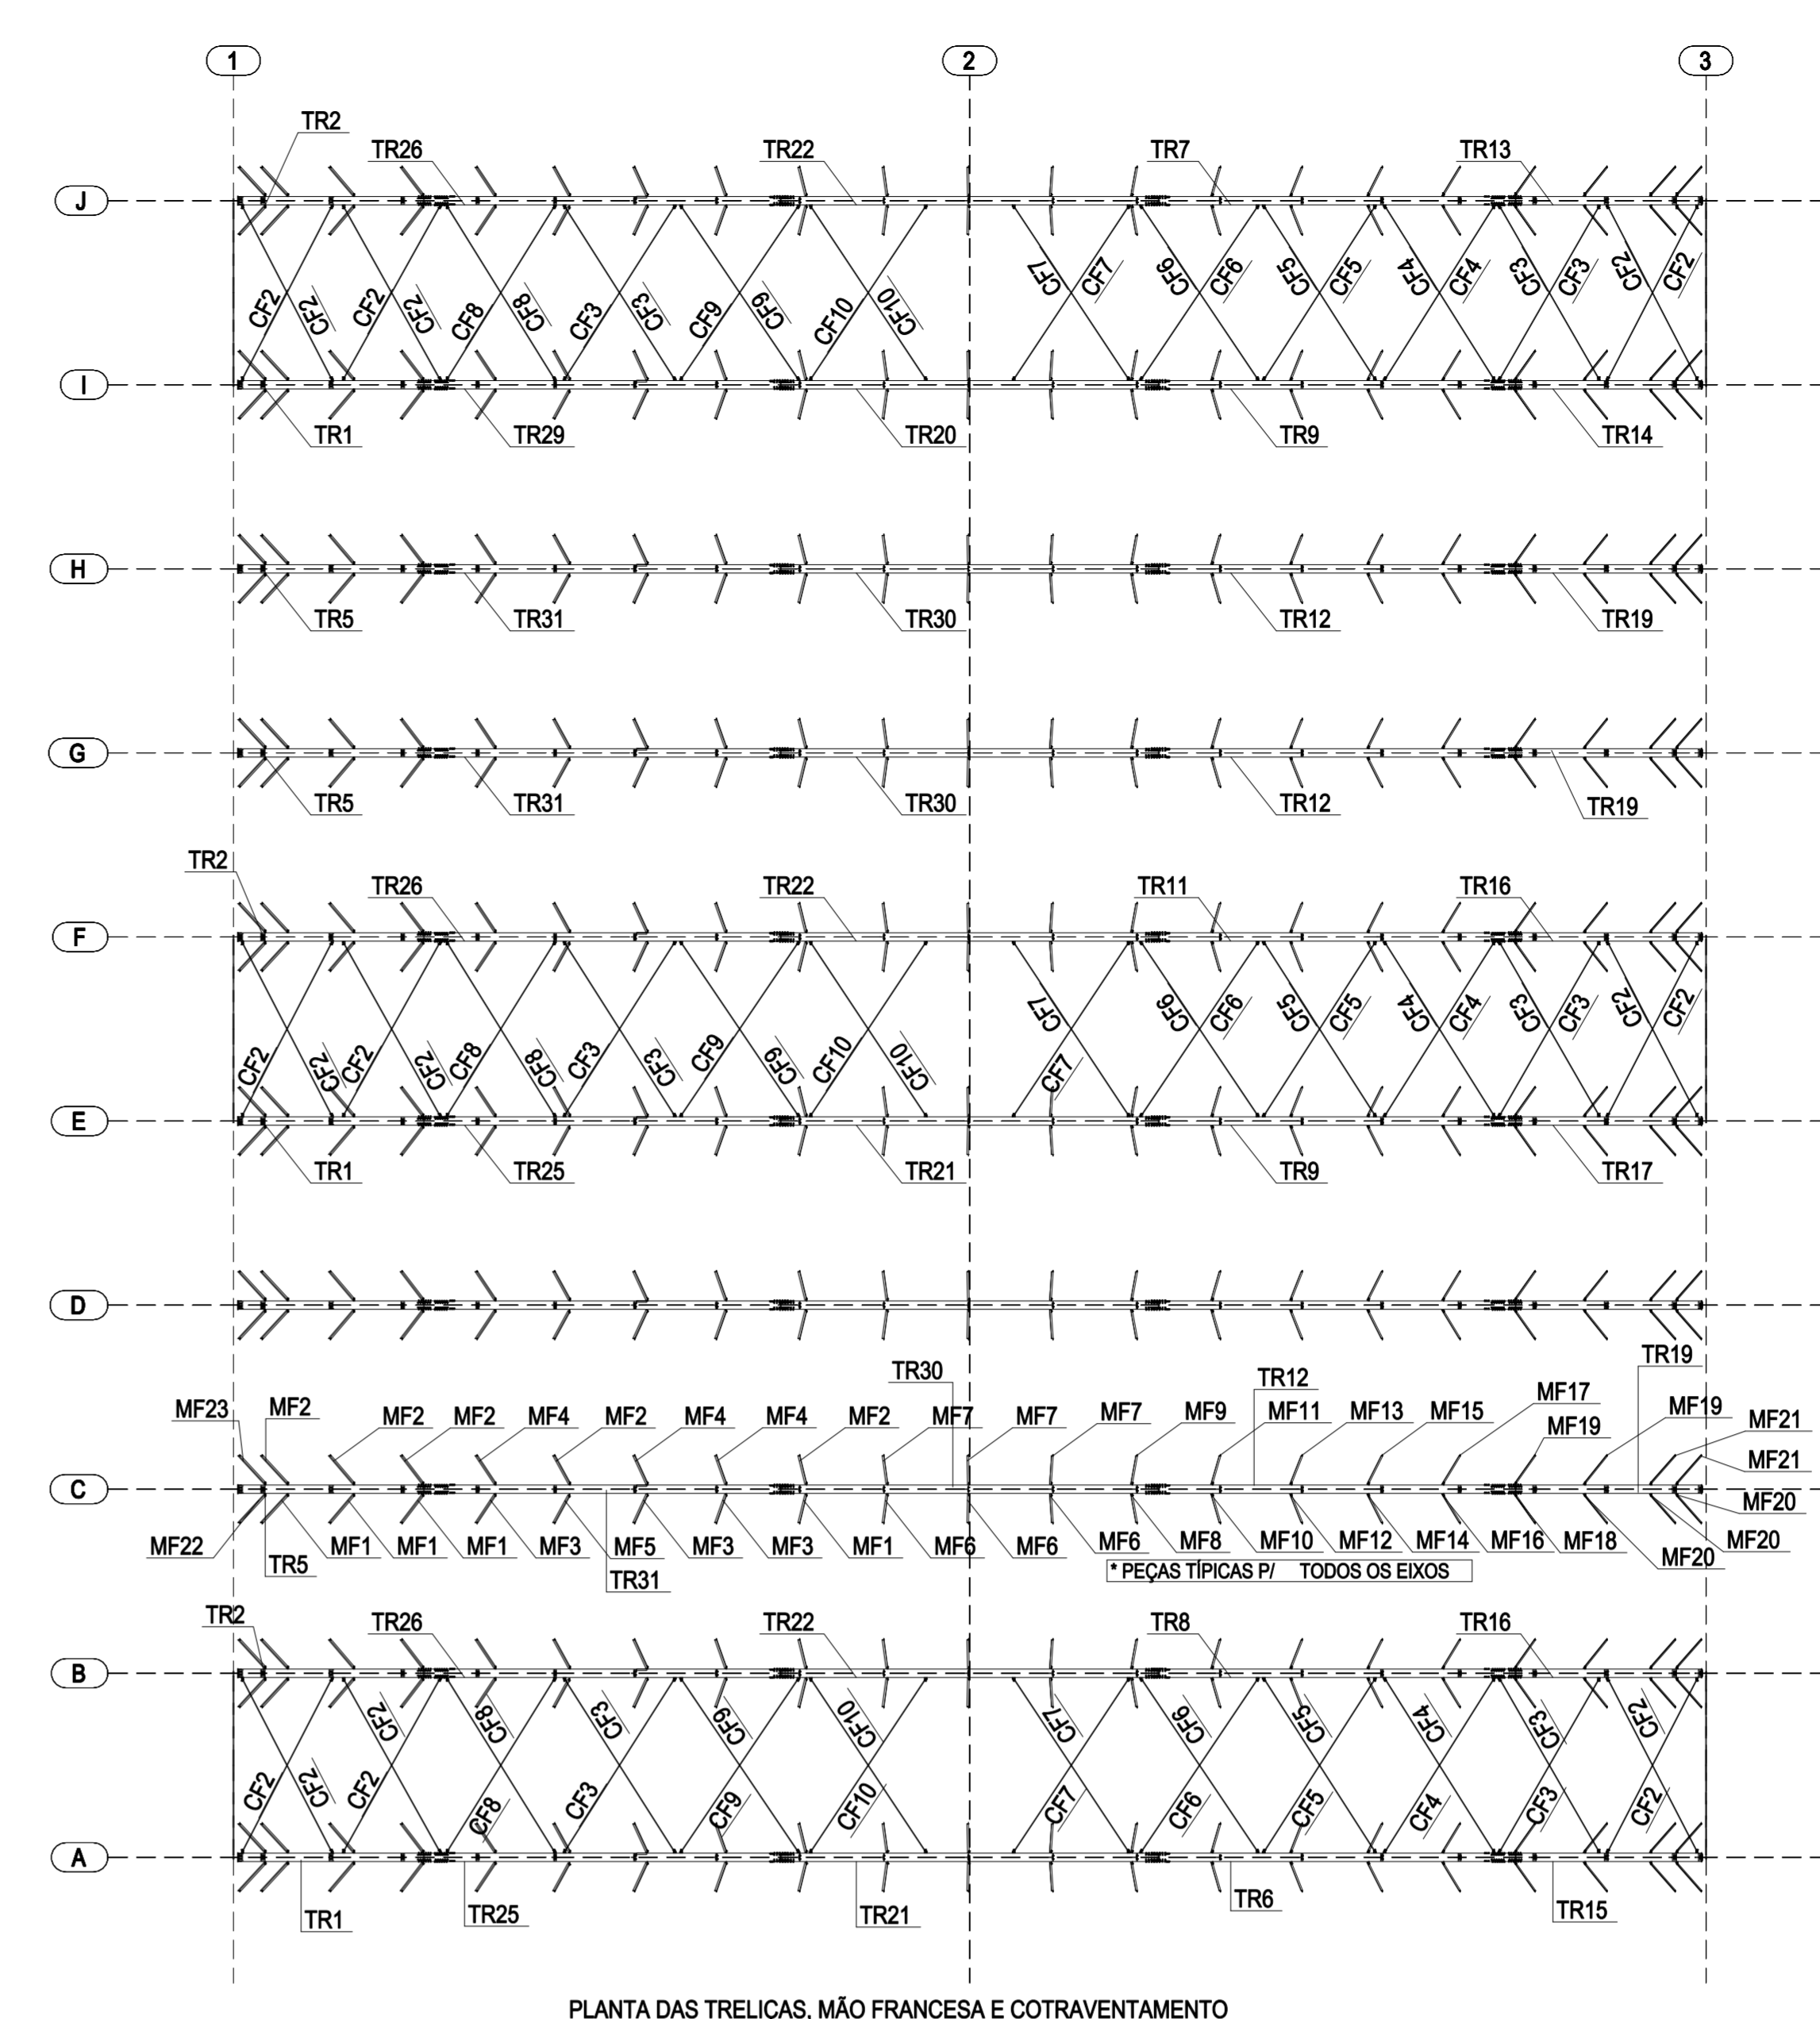 1 2 3
TR2
TR26 TR22 TR7 TR13
J
CF2 CF2 CF2 CF2 CF8 CF8 CF3 CF3 CF9 CF9 CF10 CF10 CF7 CF7 CF6 CF6 CF5 CF5 CF4 CF4 CF3 CF3 CF2 CF2
I
TR1 TR29 TR20 TR9 TR14
H
TR5 TR31 TR30 TR12 TR19
G
TR5 TR31 TR30 TR12 TR19
TR2
TR26 TR22 TR11 TR16
F
CF2 CF2 CF2 CF2 CF8 CF8 CF3 CF3 CF9 CF9 CF10 CF10 CF7 CF7 CF6 CF6 CF5 CF5 CF4 CF4 CF3 CF3 CF2 CF2
E
TR1 TR25 TR21 TR9 TR17
D
TR30 TR12 TR19
MF23 MF2 MF2 MF2 MF4 MF2 MF4 MF4 MF2 MF7 MF7 MF7 MF9 MF11 MF13 MF15 MF17 MF19 MF19 MF21
MF21
C
MF20
MF22 MF1 MF1 MF1 MF3 MF5 MF3 MF3 MF1 MF6 MF6 MF6 MF8 MF10 MF12 MF14 MF16 MF18 MF20 MF20
TR5 TR31
* PEÇAS TÍPICAS P/ TODOS OS EIXOS
TR2
TR26 TR22 TR8 TR16
B
CF2 CF8 CF3 CF9 CF10 CF7 CF6 CF5 CF4 CF3 CF2
CF2 CF2 CF2 CF8 CF3 CF9 CF10 CF7 CF6 CF5 CF4 CF3 CF2
A
TR1 TR25 TR21 TR6 TR15
PLANTA DAS TRELICAS, MÃO FRANCESA E COTRAVENTAMENTO